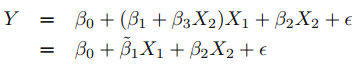 Y = β₀ + (β₁ + β₃X₂)X₁ + β₂X₂ + ϵ
= β₀ + β̃₁X₁ + β₂X₂ + ϵ